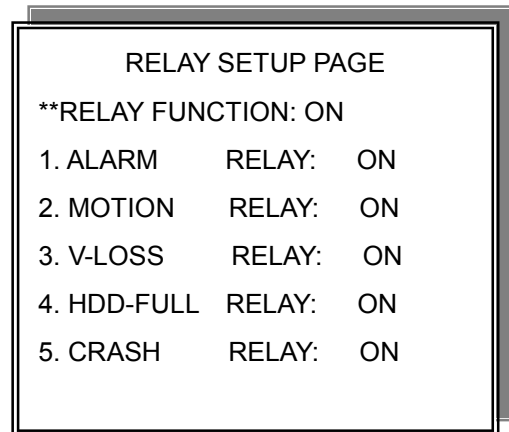 RELAY SETUP PAGE
**RELAY FUNCTION: ON
1. ALARM RELAY: ON
2. MOTION RELAY: ON
3. V-LOSS RELAY: ON
4. HDD-FULL RELAY: ON
5. CRASH RELAY: ON